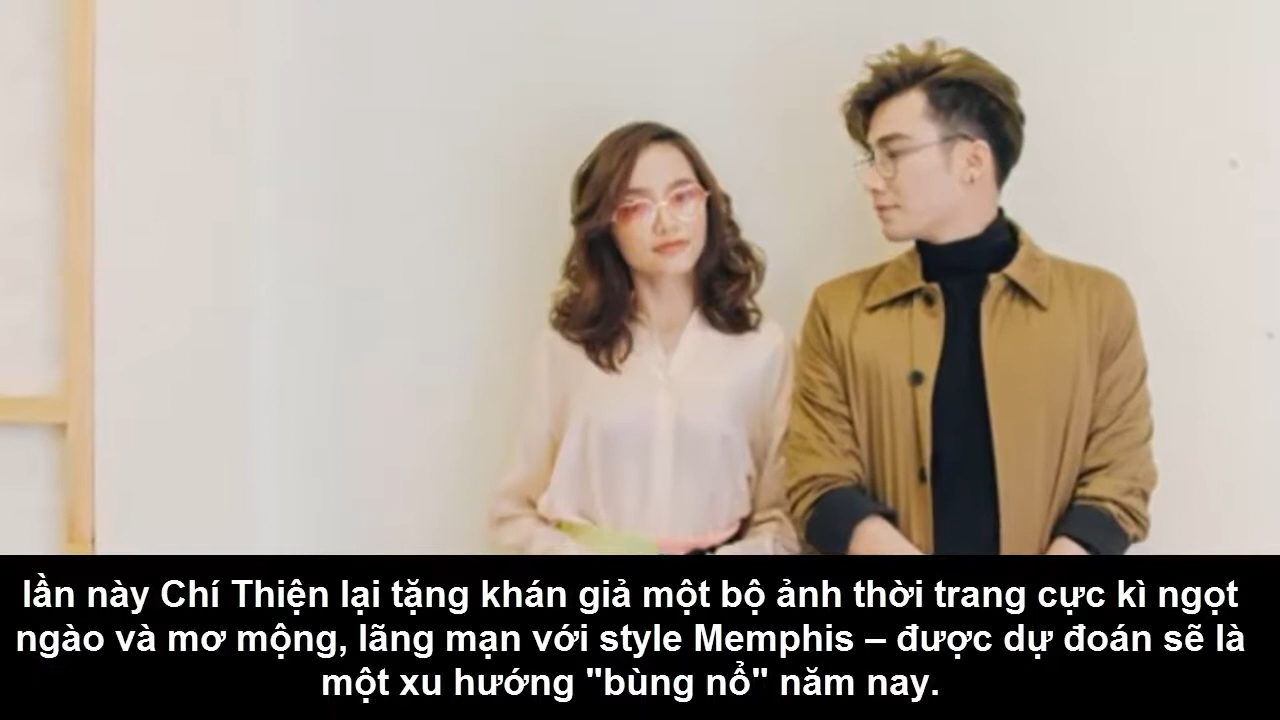 lần này Chí Thiện lại tặng khán giả một bộ ảnh thời trang cực kì ngọt
ngào và mơ mộng, lãng mạn với style Memphis – được dự đoán sẽ là
một xu hướng "bùng nổ" năm nay.